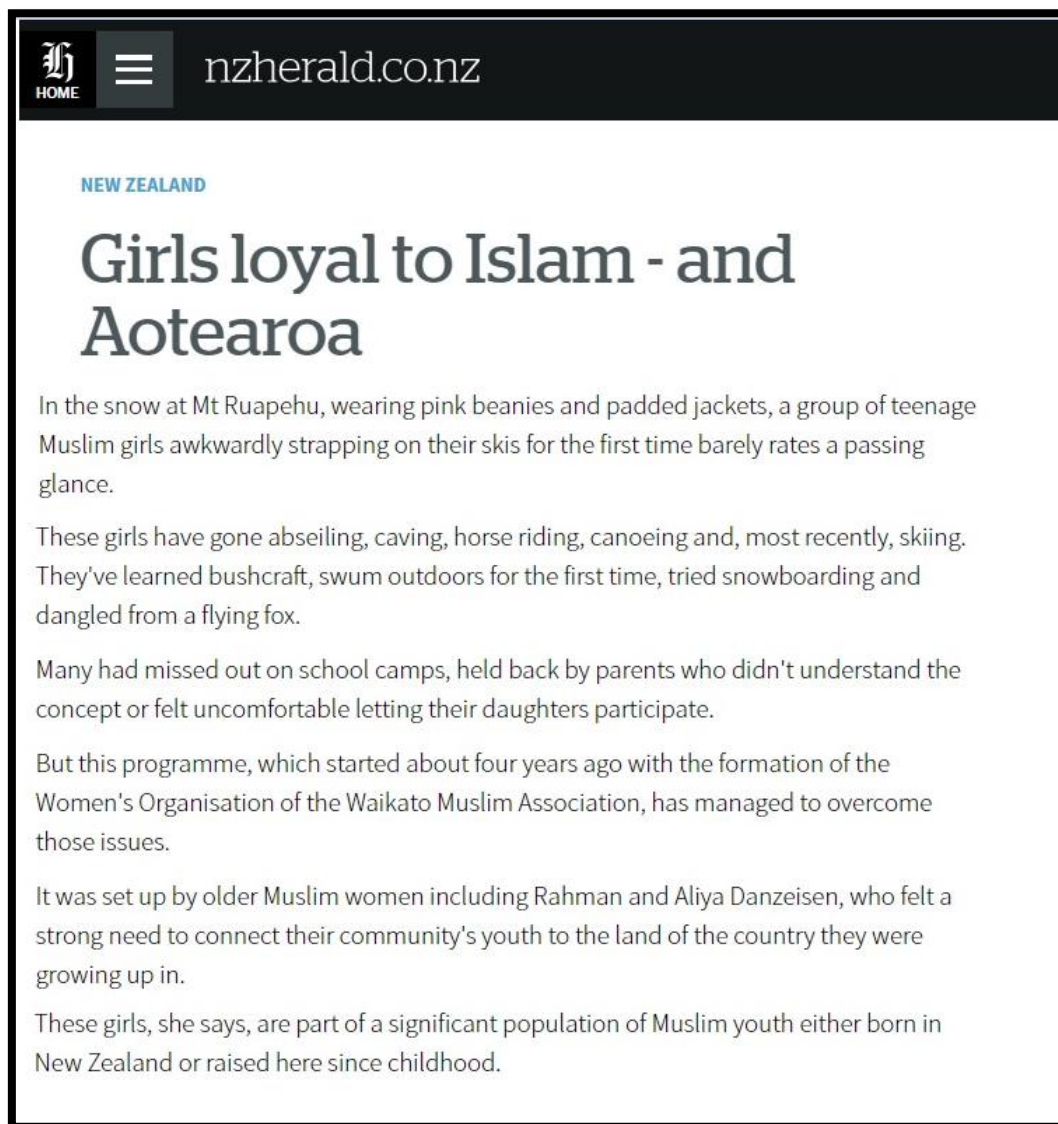 HOME
nzherald.co.nz
NEW ZEALAND
Girls loyal to Islam - and
Aotearoa
In the snow at Mt Ruapehu, wearing pink beanies and padded jackets, a group of teenage
Muslim girls awkwardly strapping on their skis for the first time barely rates a passing
glance.
These girls have gone abseiling, caving, horse riding, canoeing and, most recently, skiing.
They've learned bushcraft, swum outdoors for the first time, tried snowboarding and
dangled from a flying fox.
Many had missed out on school camps, held back by parents who didn't understand the
concept or felt uncomfortable letting their daughters participate.
But this programme, which started about four years ago with the formation of the
Women's Organisation of the Waikato Muslim Association, has managed to overcome
those issues.
It was set up by older Muslim women including Rahman and Aliya Danzeisen, who felt a
strong need to connect their community's youth to the land of the country they were
growing up in.
These girls, she says, are part of a significant population of Muslim youth either born in
New Zealand or raised here since childhood.